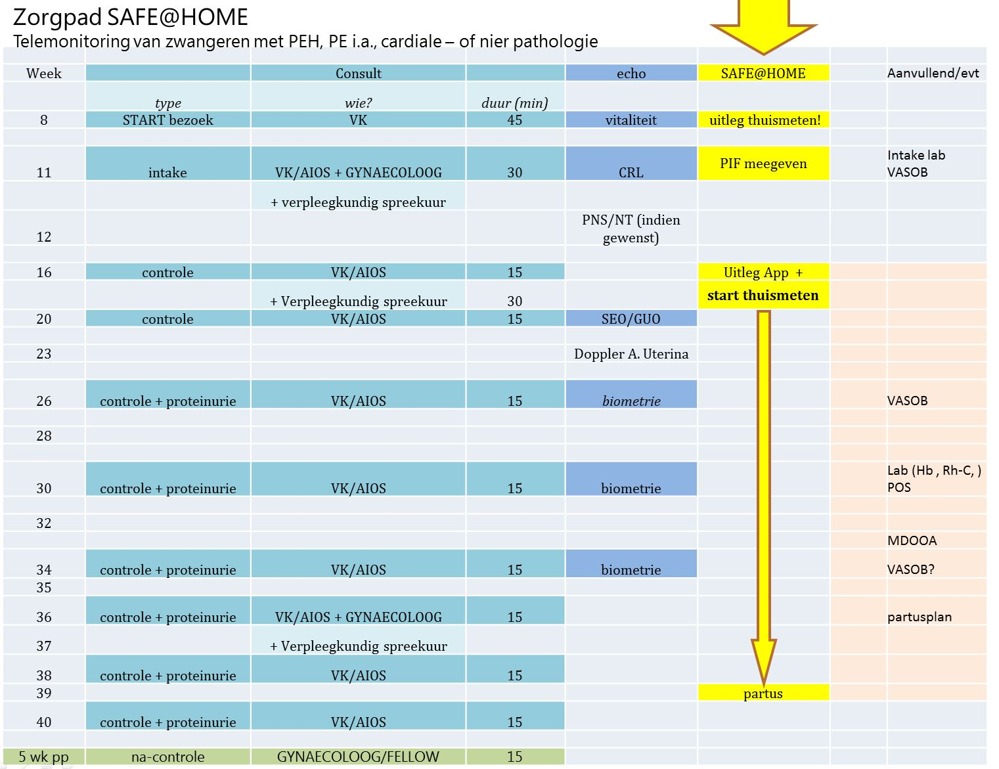 Zorgpad SAFE@HOME
Telemonitoring van zwangeren met PEH, PE i.a., cardiale – of nier pathologie
Week Consult echo SAFE@HOME Aanvullend/evt
type wie? duur (min)
8 START bezoek VK 45 vitaliteit uitleg thuismeten!
11 intake VK/AIOS + GYNAECOLOOG 30 CRL PIF meegeven Intake lab
VASOB
+ verpleegkundig spreekuur
12 PNS/NT (indien
gewenst)
16 controle VK/AIOS 15 Uitleg App +
+ Verpleegkundig spreekuur 30 start thuismeten
20 controle VK/AIOS 15 SEO/GUO
23 Doppler A. Uterina
26 controle + proteinurie VK/AIOS 15 biometrie VASOB
28
30 controle + proteinurie VK/AIOS 15 biometrie Lab (Hb , Rh-C, )
POS
32
MDOOA
34 controle + proteinurie VK/AIOS 15 biometrie VASOB?
35
36 controle + proteinurie VK/AIOS + GYNAECOLOOG 15 partusplan
37 + Verpleegkundig spreekuur
38 controle + proteinurie VK/AIOS 15
39 partus
40 controle + proteinurie VK/AIOS 15
5 wk pp na-controle GYNAECOLOOG/FELLOW 15